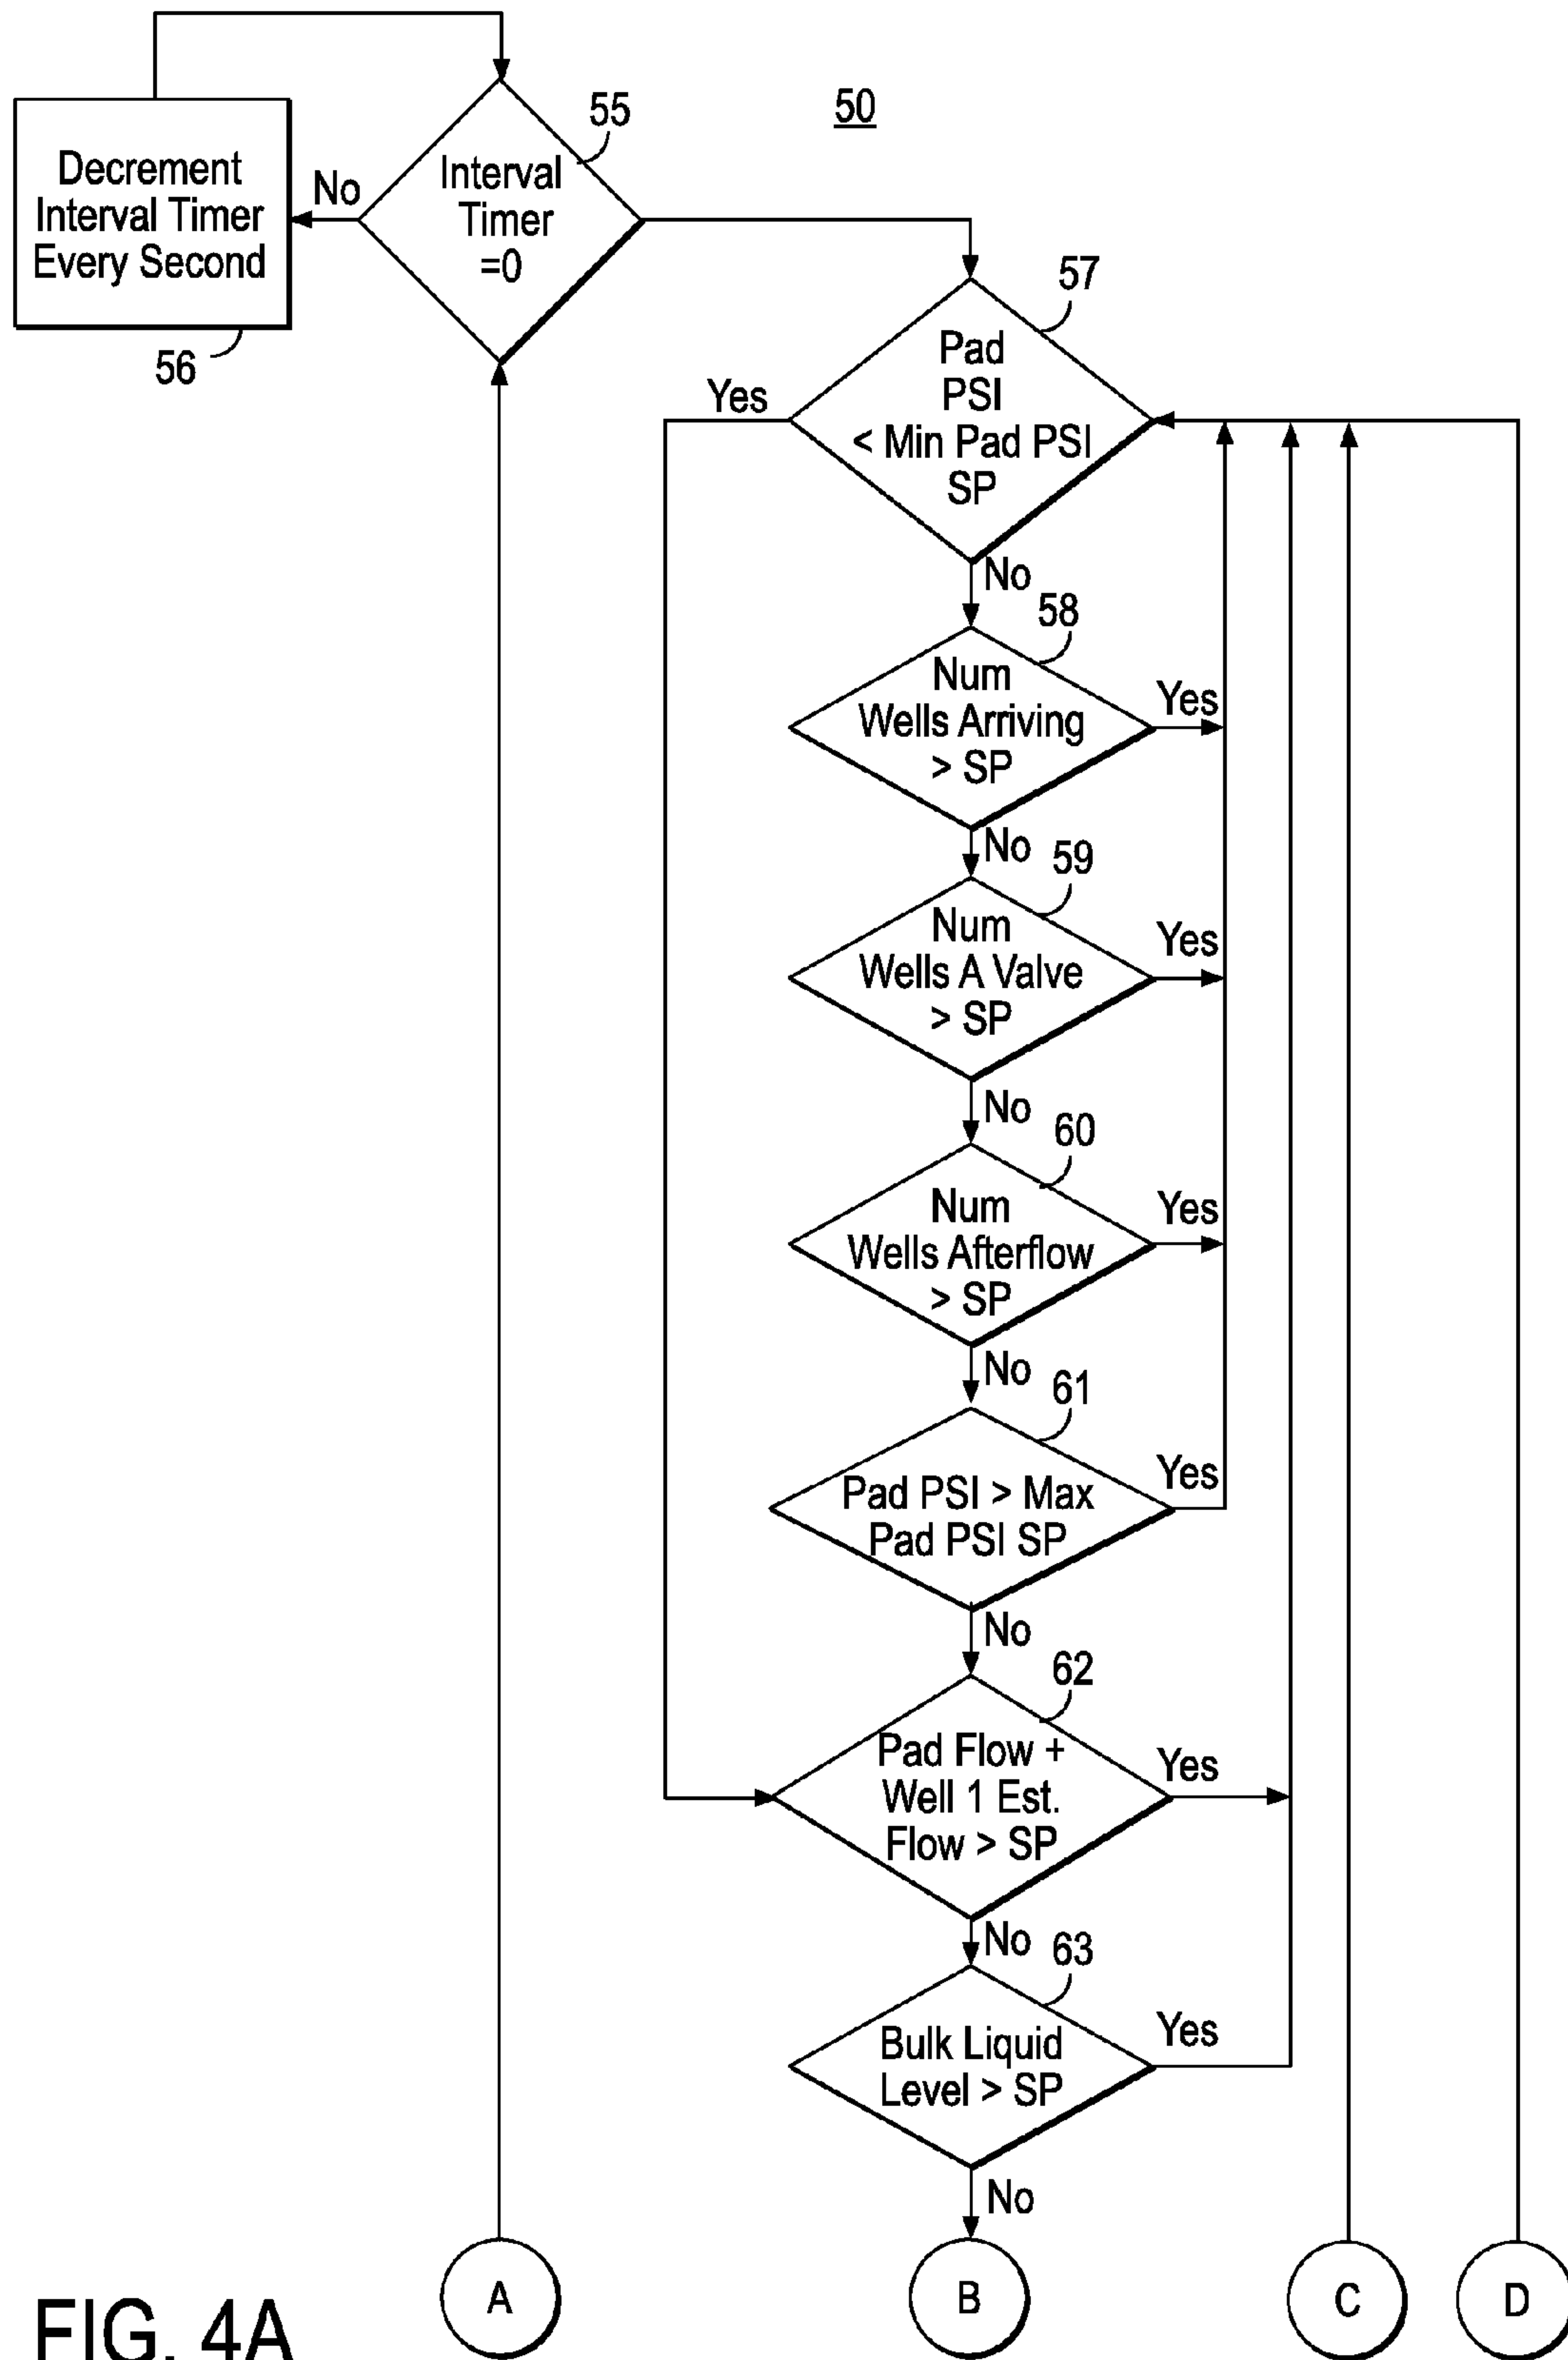 50
55
Interval
Timer
=0
No
Decrement
Interval Timer
Every Second
56
57
Pad
PSI
< Min Pad PSI
SP
Yes
No
58
Num
Wells Arriving
> SP
Yes
No
59
Num
Wells A Valve
> SP
Yes
No
60
Num
Wells Afterflow
> SP
Yes
No
61
Pad PSI > Max
Pad PSI SP
Yes
No
62
Pad Flow +
Well 1 Est.
Flow > SP
Yes
No
63
Bulk Liquid
Level > SP
Yes
No
A
B
C
D
FIG. 4A